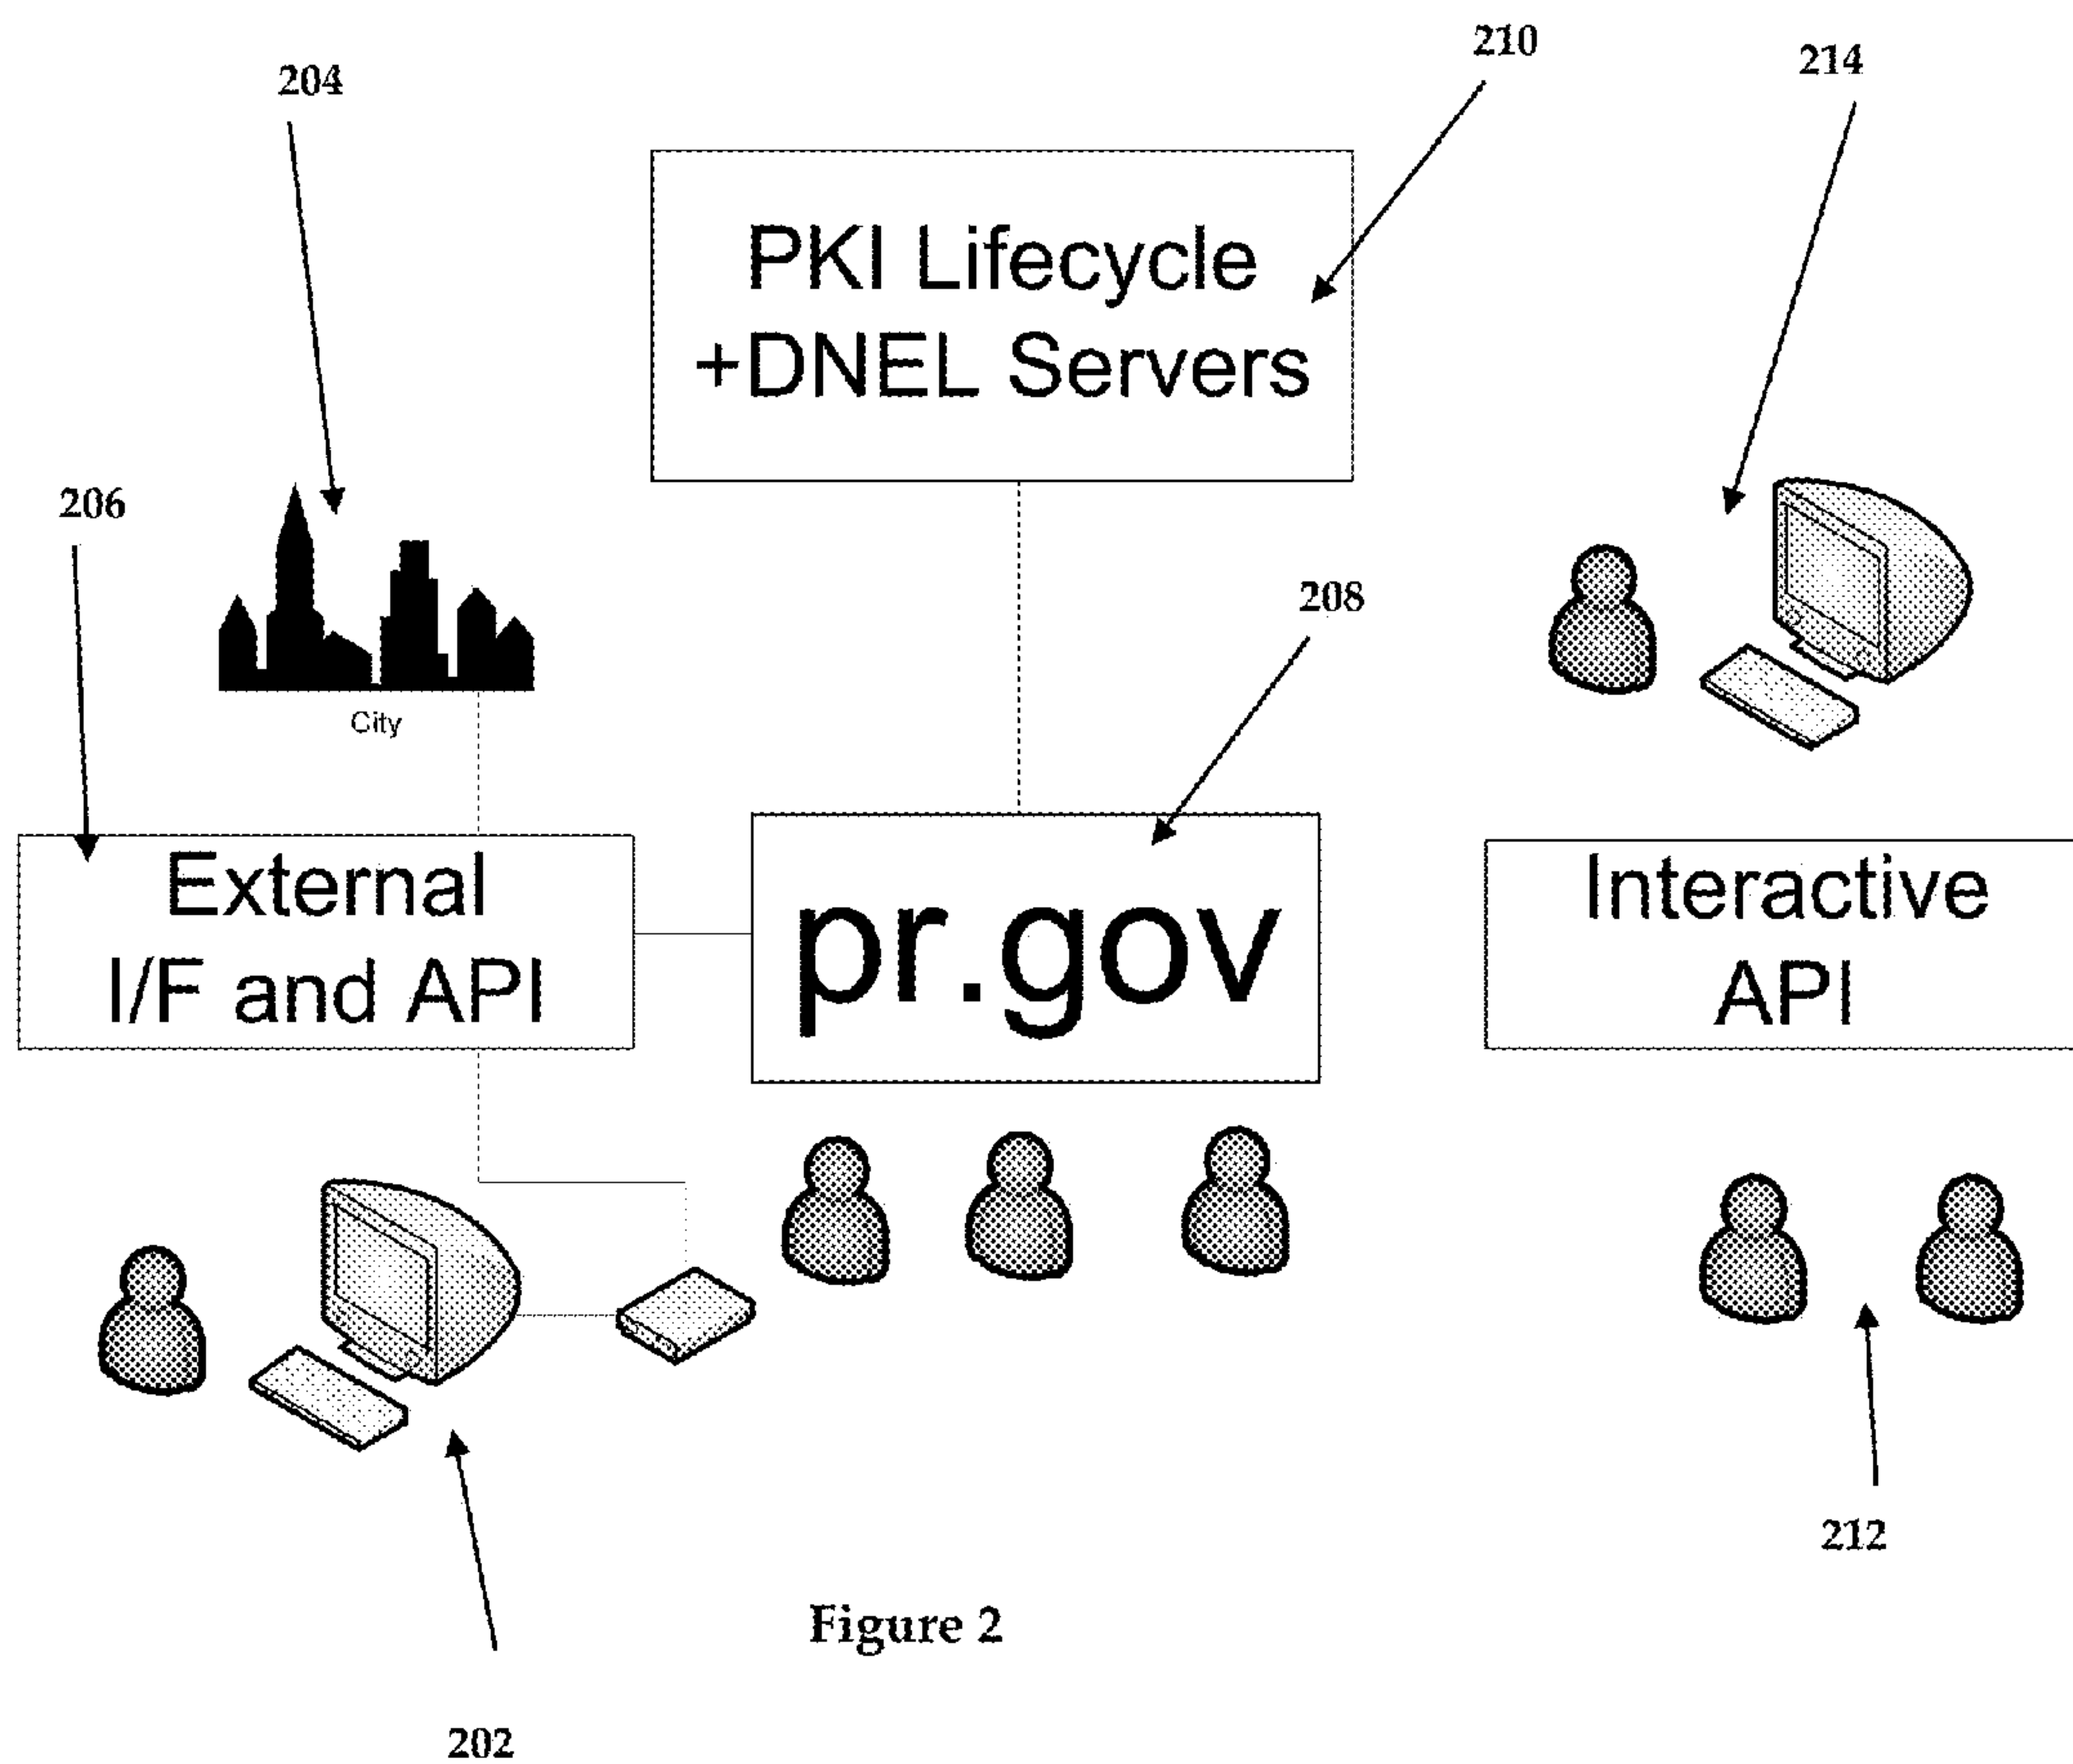 210
214
204
PKI Lifecycle
+DNEL Servers
206
208
City
External
I/F and API
pr.gov
Interactive
API
212
Figure 2
202